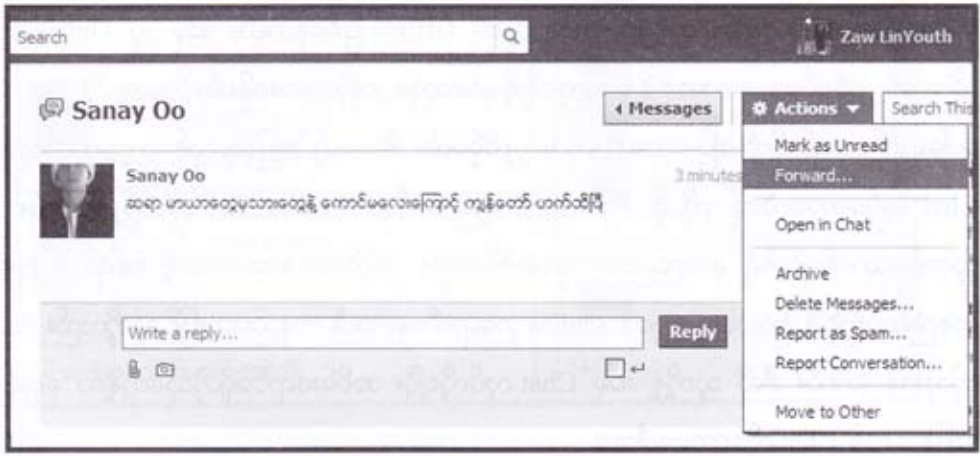 Search
Zaw LinYouth
Sanay Oo
Messages
Actions
Search This
Sanay Oo
3 minutes
ဆရာ မာယာတွေမုသားတွေနဲ့ ကောင်မလေးကြောင့် ကျွန်တော် ဟက်ထိပြီ
Write a reply...
Reply
Mark as Unread
Forward...
Open in Chat
Archive
Delete Messages...
Report as Spam...
Report Conversation...
Move to Other